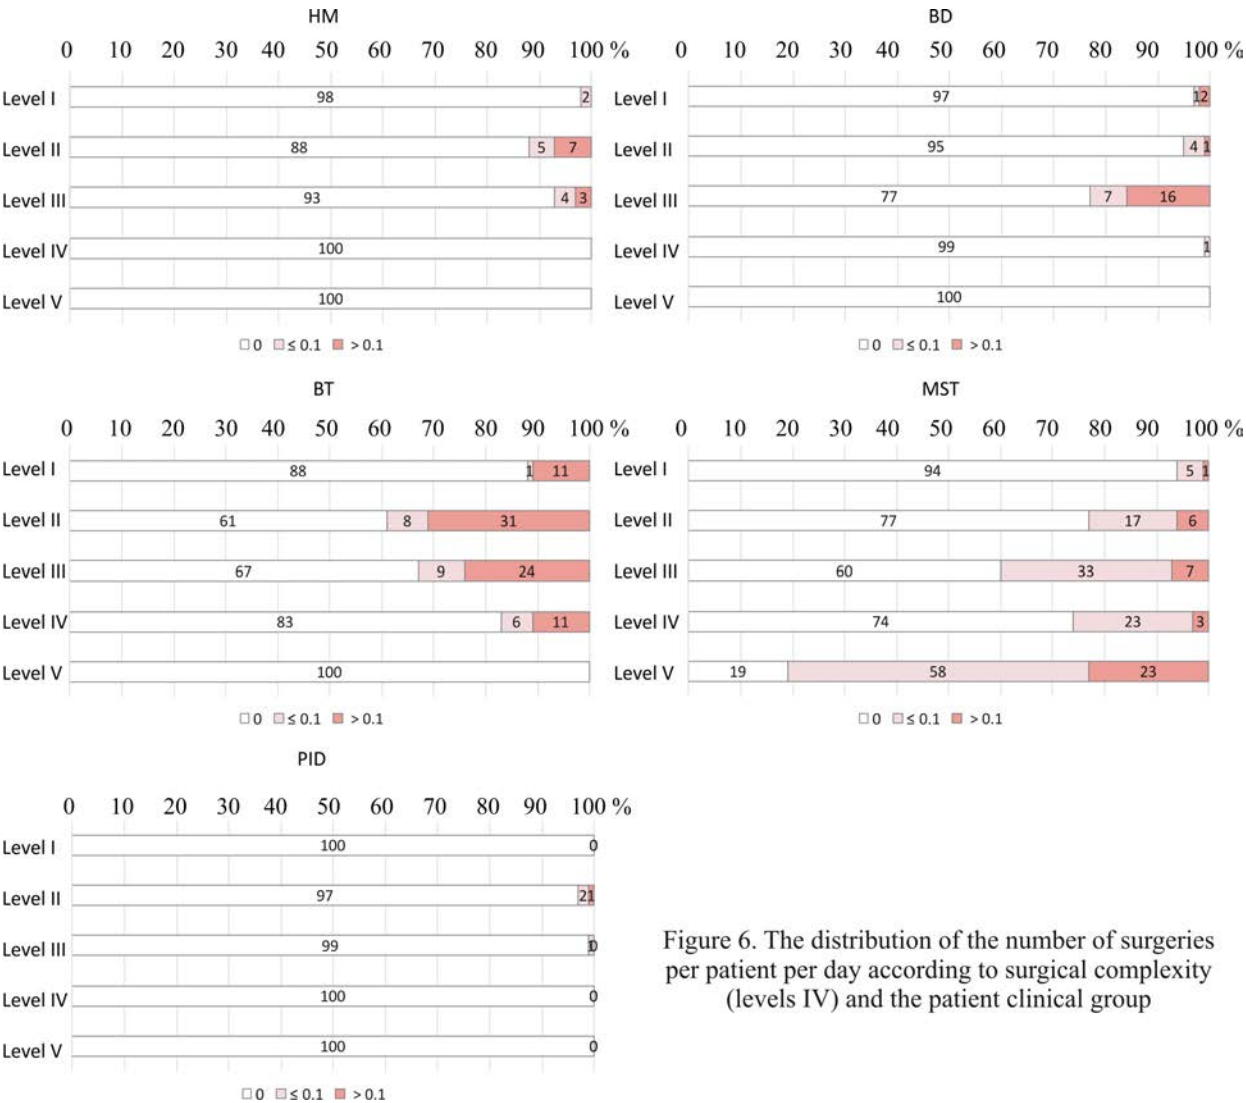 HM
0 10 20 30 40 50 60 70 80 90 100 %
Level I 98 2
Level II 88 5 7
Level III 93 4 3
Level IV 100
Level V 100
0 ≤ 0.1 > 0.1
BD
0 10 20 30 40 50 60 70 80 90 100 %
Level I 97 1 2
Level II 95 4 1
Level III 77 7 16
Level IV 99 1
Level V 100
0 ≤ 0.1 > 0.1
BT
0 10 20 30 40 50 60 70 80 90 100 %
Level I 88 1 11
Level II 61 8 31
Level III 67 9 24
Level IV 83 6 11
Level V 100
0 ≤ 0.1 > 0.1
MST
0 10 20 30 40 50 60 70 80 90 100 %
Level I 94 5 1
Level II 77 17 6
Level III 60 33 7
Level IV 74 23 3
Level V 19 58 23
0 ≤ 0.1 > 0.1
PID
0 10 20 30 40 50 60 70 80 90 100 %
Level I 100 0
Level II 97 2 1
Level III 99 1 0
Level IV 100 0
Level V 100 0
0 ≤ 0.1 > 0.1
Figure 6. The distribution of the number of surgeries
per patient per day according to surgical complexity
(levels IV) and the patient clinical group